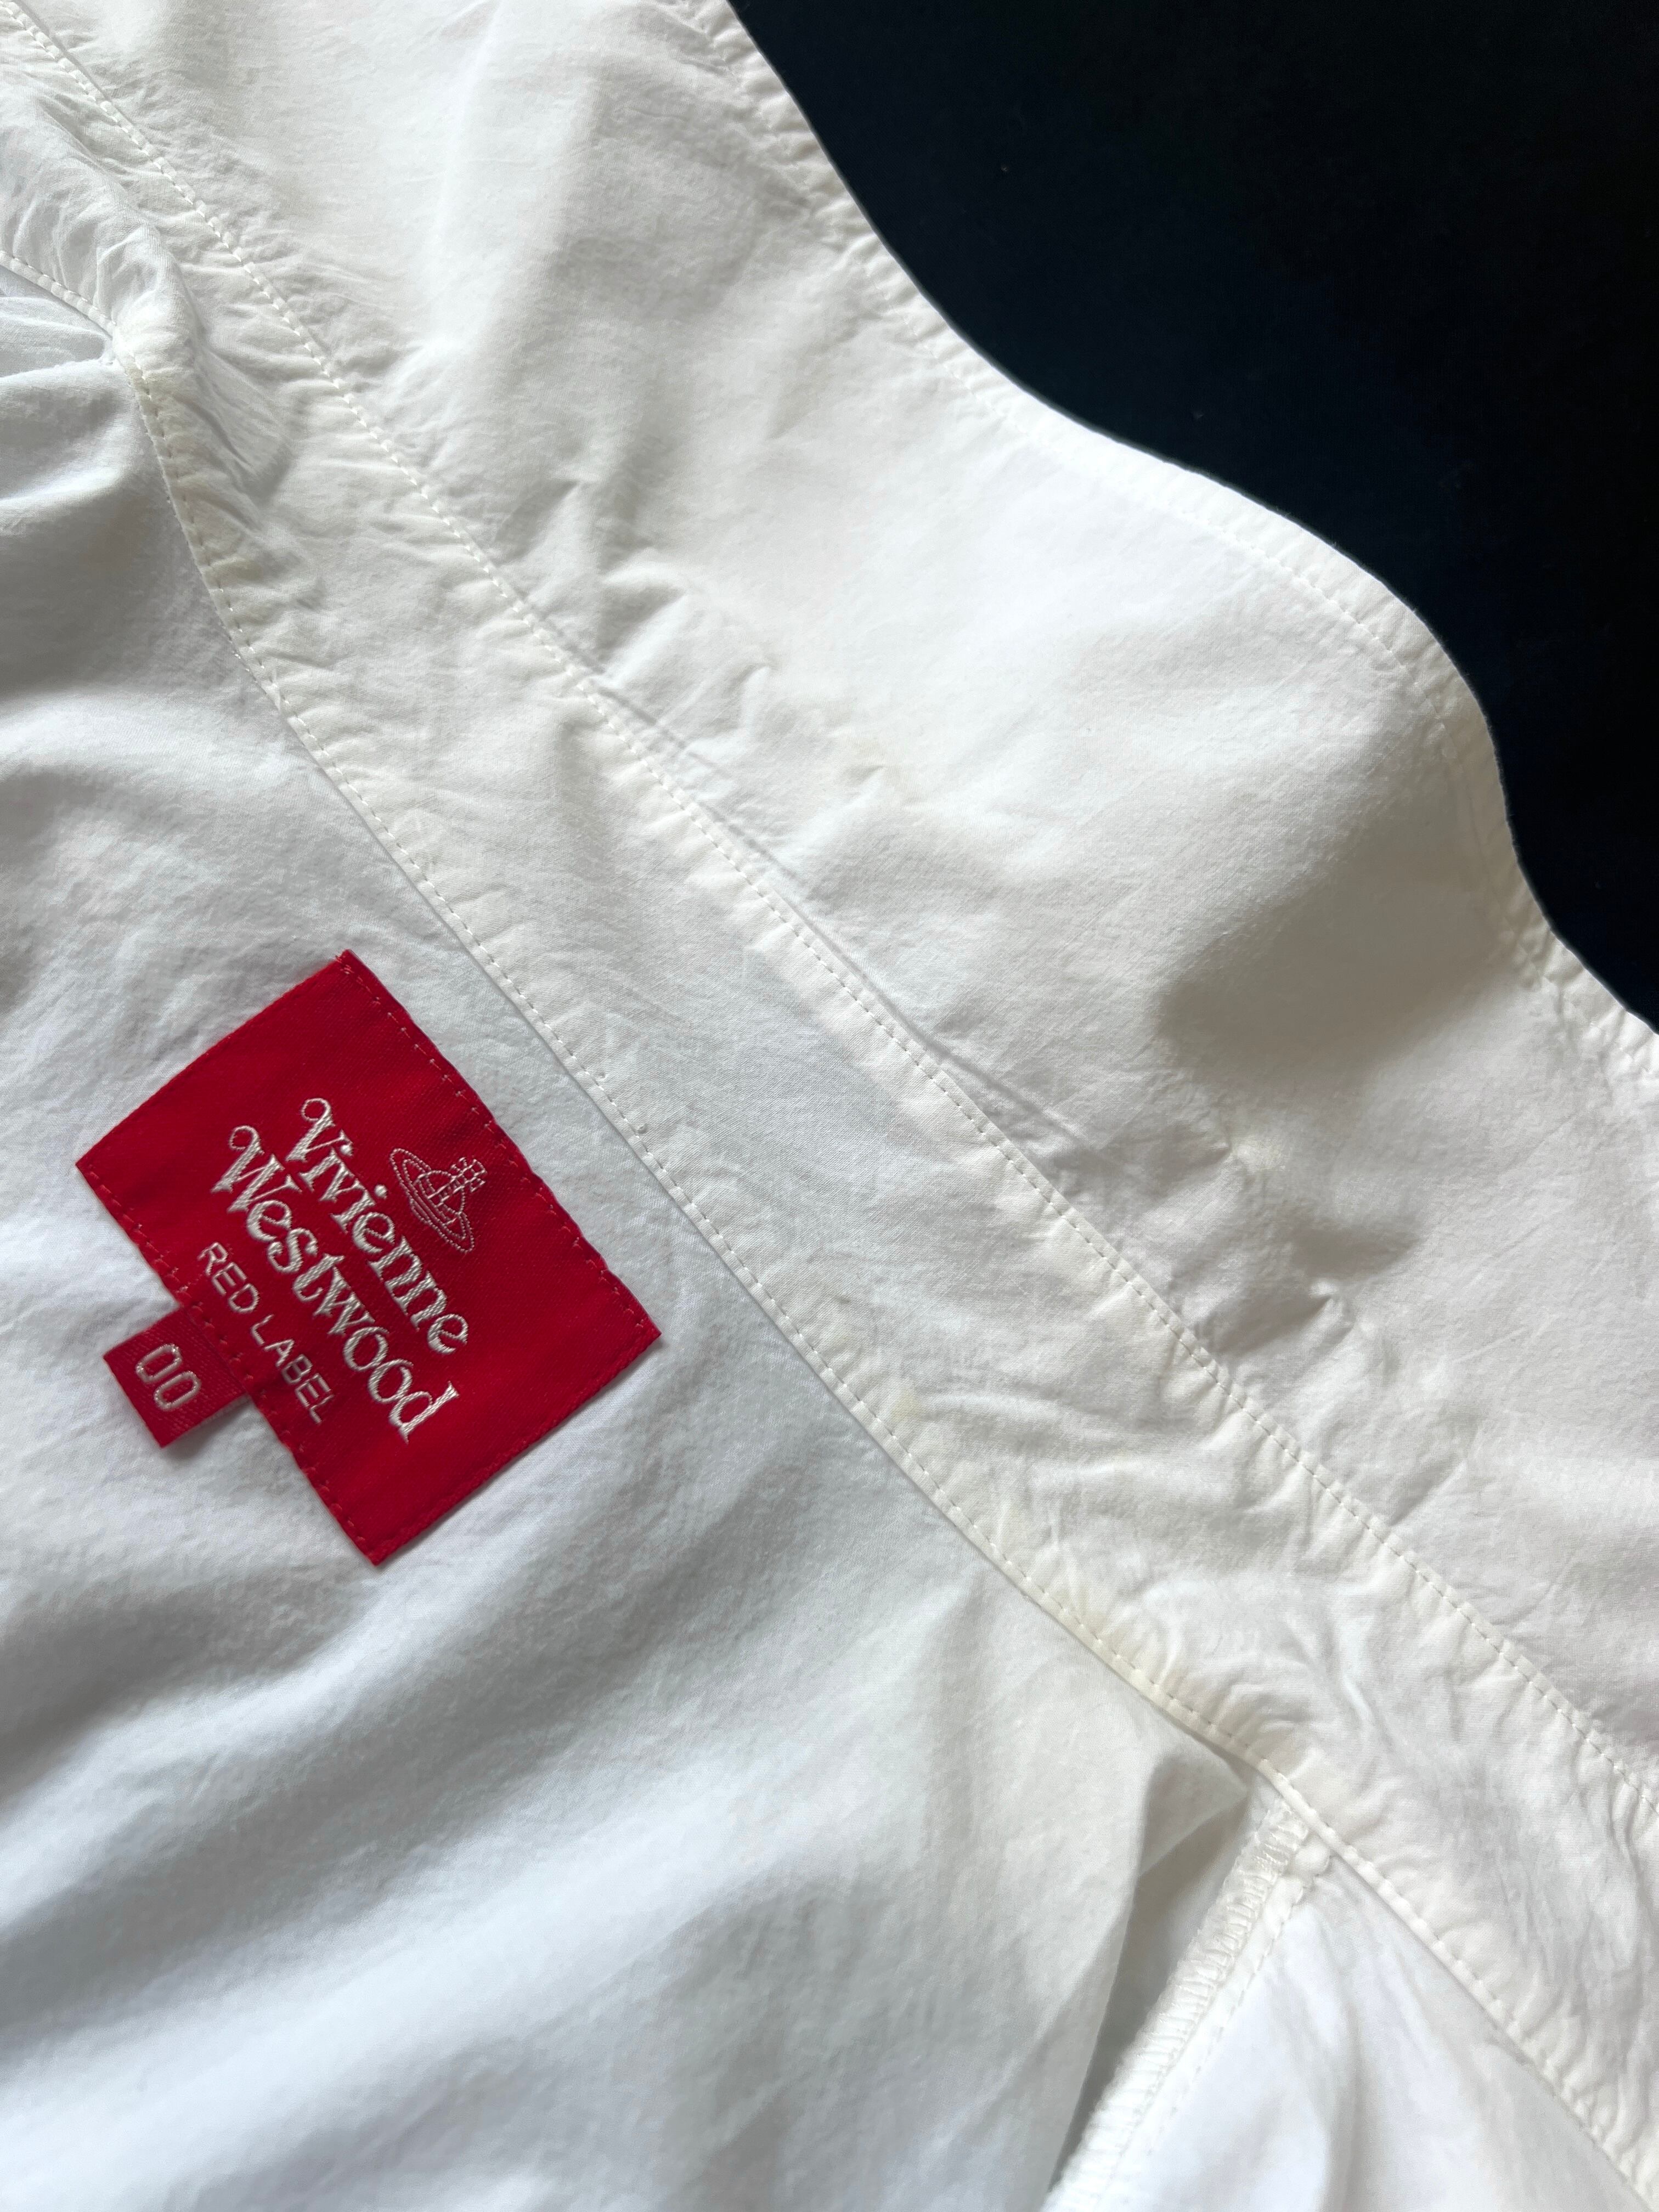 Vivienne
Westwood
RED LABEL
00